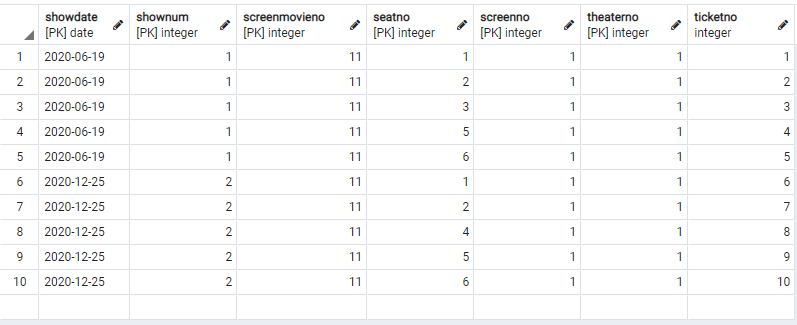 showdate shownum screenmovieno seatno screenno theaterno ticketno
[PK] date [PK] integer [PK] integer [PK] integer [PK] integer [PK] integer integer
1 2020-06-19 1 11 1 1 1 1
2 2020-06-19 1 11 2 1 1 2
3 2020-06-19 1 11 3 1 1 3
4 2020-06-19 1 11 5 1 1 4
5 2020-06-19 1 11 6 1 1 5
6 2020-12-25 2 11 1 1 1 6
7 2020-12-25 2 11 2 1 1 7
8 2020-12-25 2 11 4 1 1 8
9 2020-12-25 2 11 5 1 1 9
10 2020-12-25 2 11 6 1 1 10